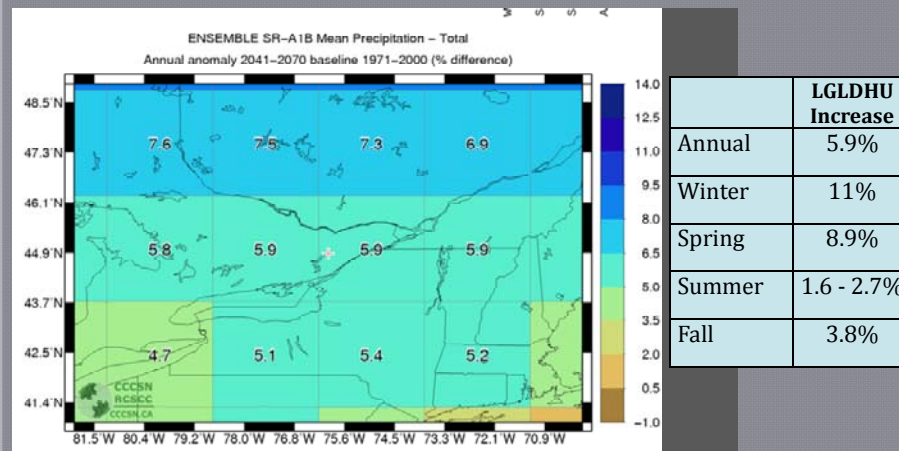 W S S A
ENSEMBLE SR–A1B Mean Precipitation – Total
Annual anomaly 2041–2070 baseline 1971–2000 (% difference)
48.5°N
47.3°N
46.1°N
44.9°N
43.7°N
42.5°N
41.4°N
7.6 7.5 7.3 6.9
5.8 5.9 5.9 5.9
4.7 5.1 5.4 5.2
CCCSN
RCSCC
CCCSN.CA
81.5°W 80.4°W 79.2°W 78.0°W 76.8°W 75.6°W 74.5°W 73.3°W 72.1°W 70.9°W
14.0
12.5
11.0
9.5
8.0
6.5
5.0
3.5
2.0
0.5
–1.0
LGLDHU
Increase
Annual 5.9%
Winter 11%
Spring 8.9%
Summer 1.6 - 2.7%
Fall 3.8%